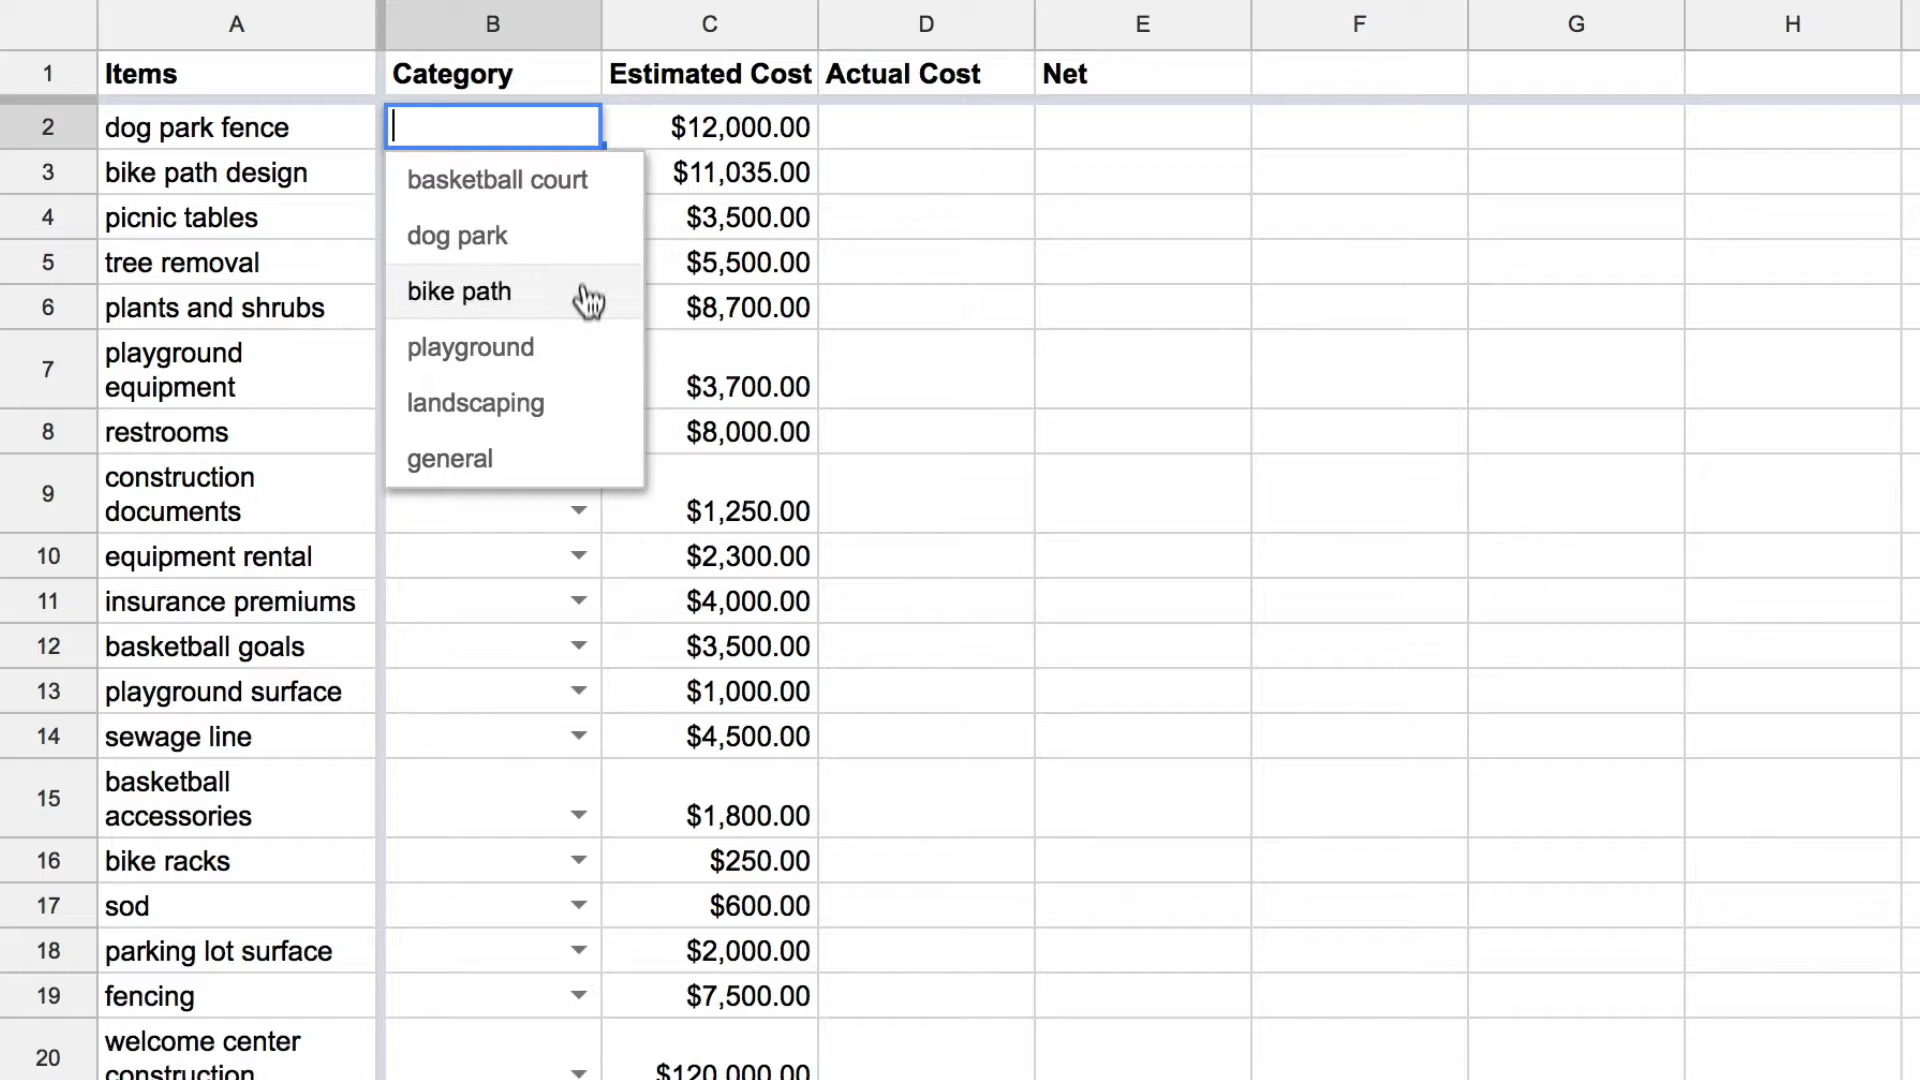 A B C D E F G H
1 Items Category Estimated Cost Actual Cost Net
2 dog park fence $12,000.00
3 bike path design basketball court $11,035.00
4 picnic tables dog park $3,500.00
5 tree removal $5,500.00
6 plants and shrubs bike path $8,700.00
7 playground
equipment playground $3,700.00
landscaping
8 restrooms general $8,000.00
9 construction
documents $1,250.00
10 equipment rental $2,300.00
11 insurance premiums $4,000.00
12 basketball goals $3,500.00
13 playground surface $1,000.00
14 sewage line $4,500.00
15 basketball
accessories $1,800.00
16 bike racks $250.00
17 sod $600.00
18 parking lot surface $2,000.00
19 fencing $7,500.00
20 welcome center
construction $120,000.00